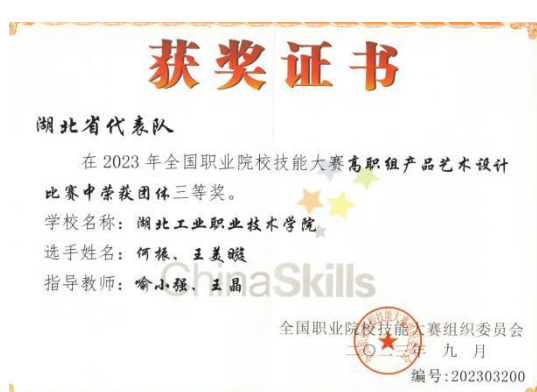 获奖证书
湖北省代表队
在2023年全国职业院校技能大赛高职组产品艺术设计
比赛中荣获团体三等奖。
学校名称：湖北工业职业技术学院
选手姓名：何振、王美璇
指导教师：喻小强、王晶
ChinaSkills
全国职业院校技能大赛组织委员会
二〇二三年 九 月
编号:202303200